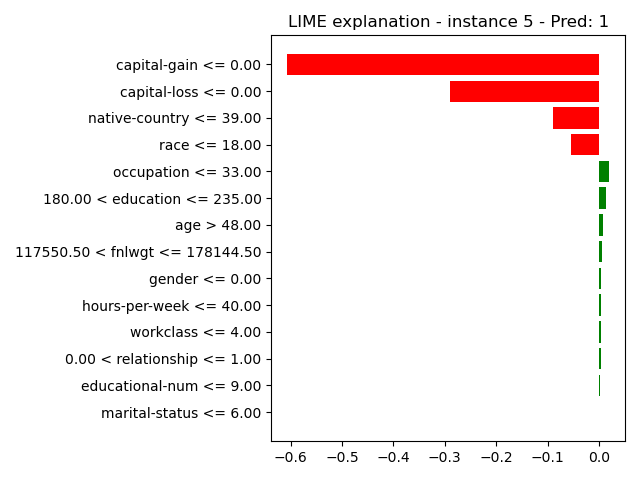 LIME explanation - instance 5 - Pred: 1
capital-gain <= 0.00
capital-loss <= 0.00
native-country <= 39.00
race <= 18.00
occupation <= 33.00
180.00 < education <= 235.00
age > 48.00
117550.50 < fnlwgt <= 178144.50
gender <= 0.00
hours-per-week <= 40.00
workclass <= 4.00
0.00 < relationship <= 1.00
educational-num <= 9.00
marital-status <= 6.00
−0.6 −0.5 −0.4 −0.3 −0.2 −0.1 0.0